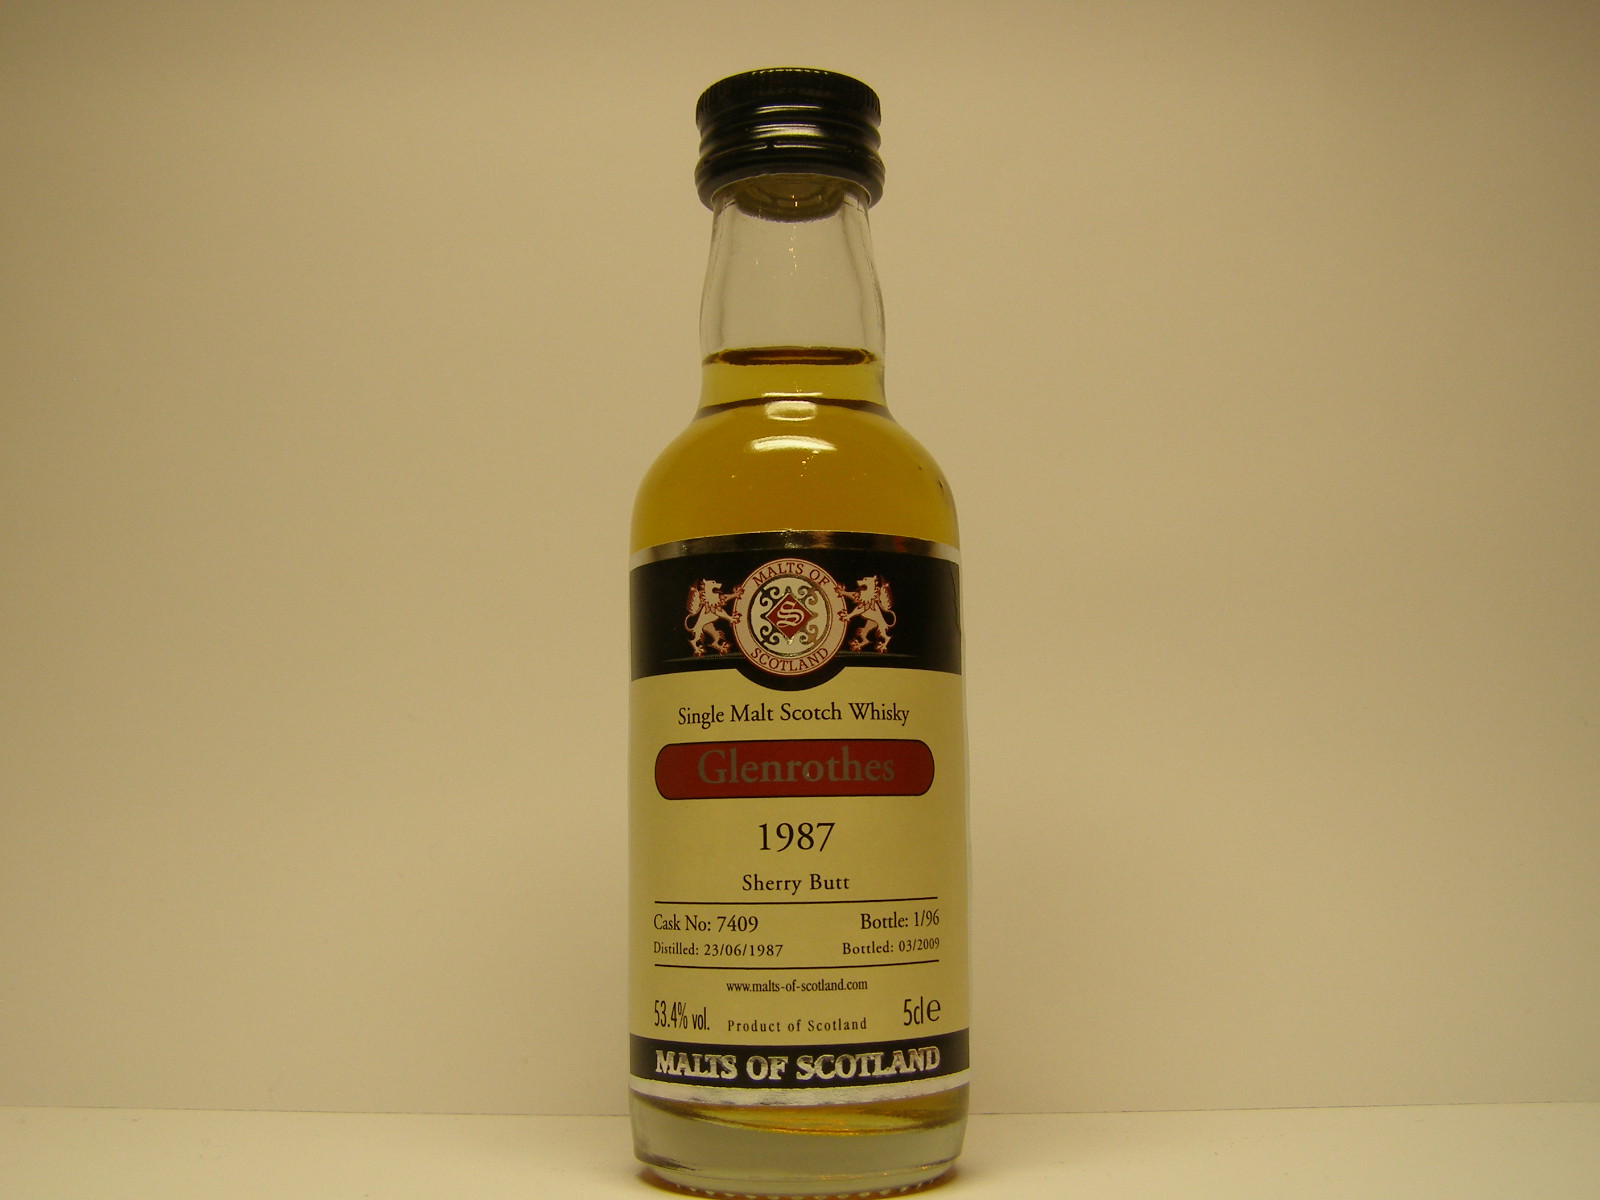 MALTS OF
S
SCOTLAND
Single Malt Scotch Whisky
Glenrothes
1987
Sherry Butt
Cask No: 7409 Bottle: 1/96
Distilled: 23/06/1987 Bottled: 03/2009
www.malts-of-scotland.com
53.4% vol. Product of Scotland 5cl e
MALTS OF SCOTLAND